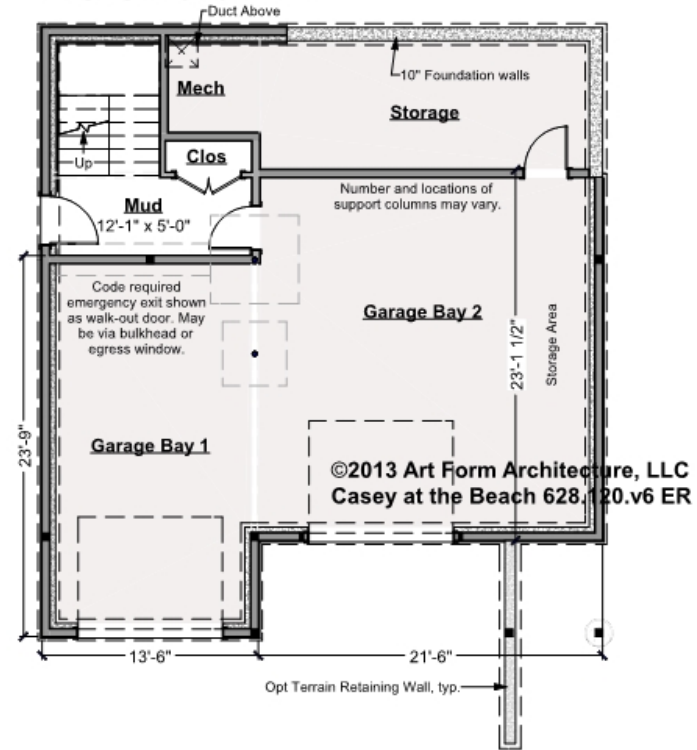 Duct Above
10" Foundation walls
Mech
Storage
Clos
Up
Number and locations of
support columns may vary.
Mud
12'-1" x 5'-0"
Code required
emergency exit shown
as walk-out door. May
be via bulkhead or
egress window.
Garage Bay 2
23'-1 1/2"
Storage Area
Garage Bay 1
23'-9"
©2013 Art Form Architecture, LLC
Casey at the Beach 628.120.v6 ER
13'-6"
21'-6"
Opt Terrain Retaining Wall, typ.